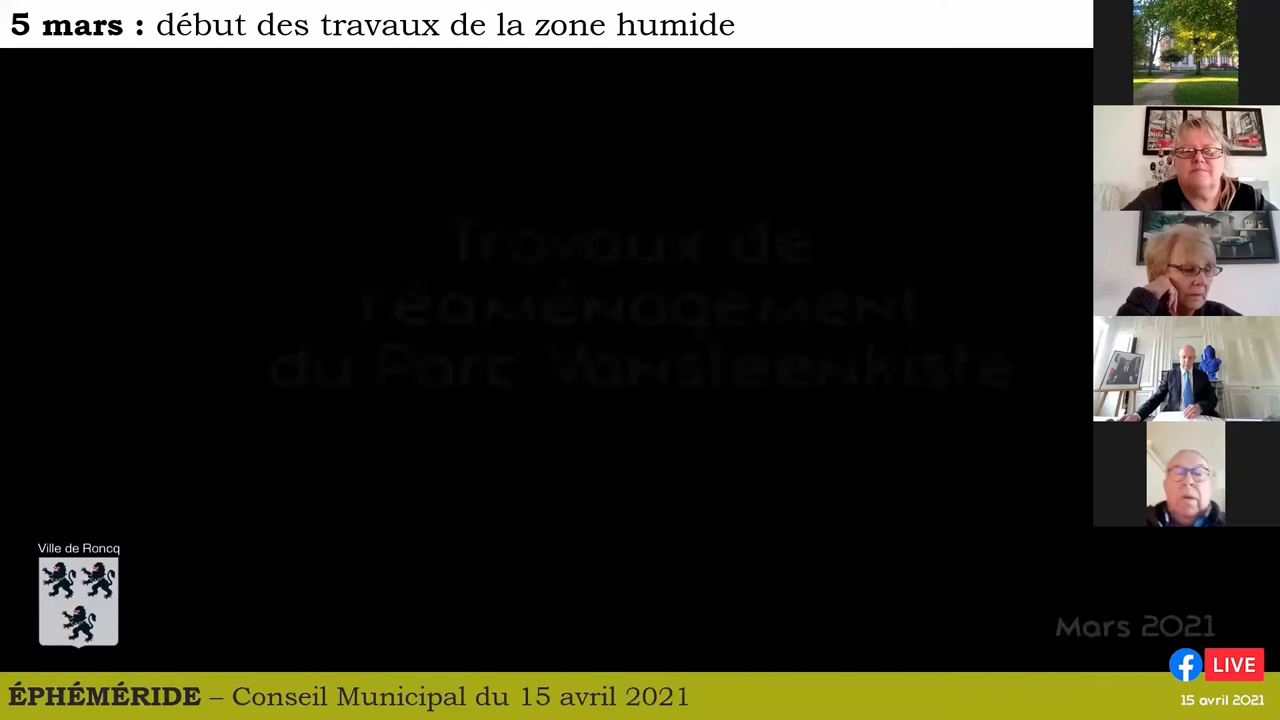 5 mars : début des travaux de la zone humide
Travaux de
réaménagement
du Parc Vansteenkiste
Ville de Roncq
Mars 2021
LIVE
ÉPHÉMÉRIDE – Conseil Municipal du 15 avril 2021
15 avril 2021